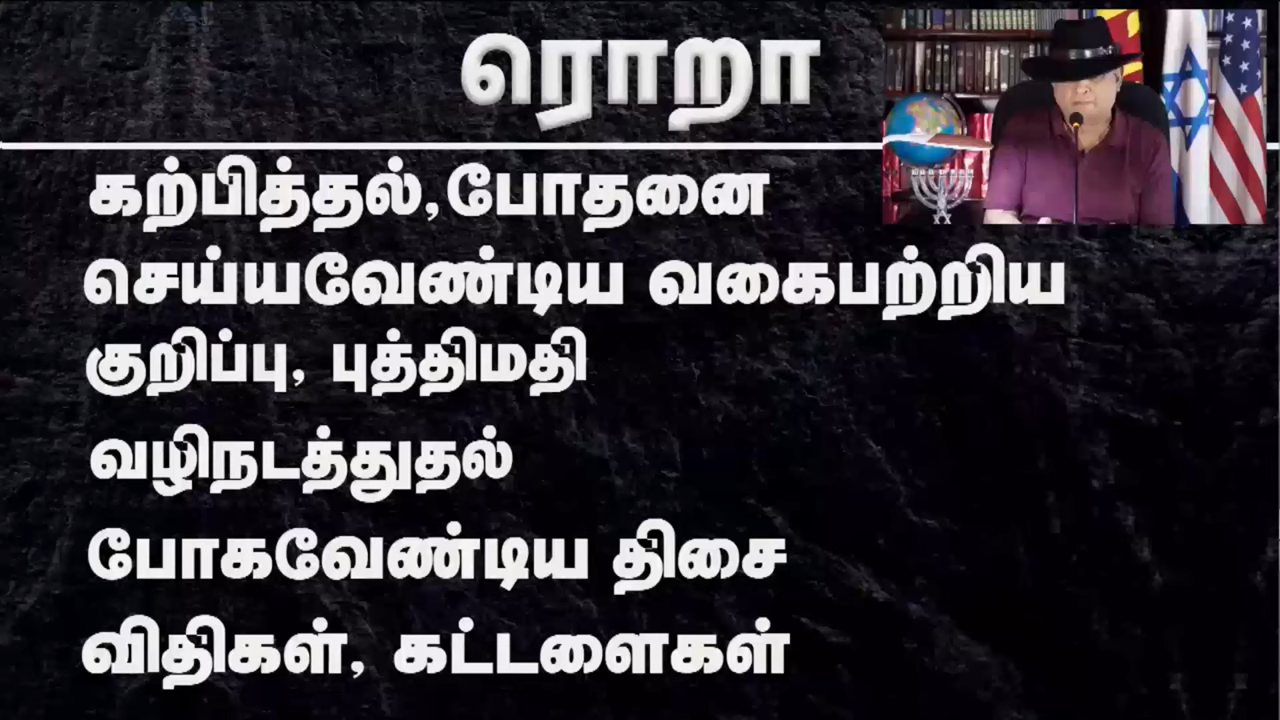 ரொறா
கற்பித்தல்,போதனை
செய்யவேண்டிய வகைபற்றிய
குறிப்பு, புத்திமதி
வழிநடத்துதல்
போகவேண்டிய திசை
விதிகள், கட்டளைகள்